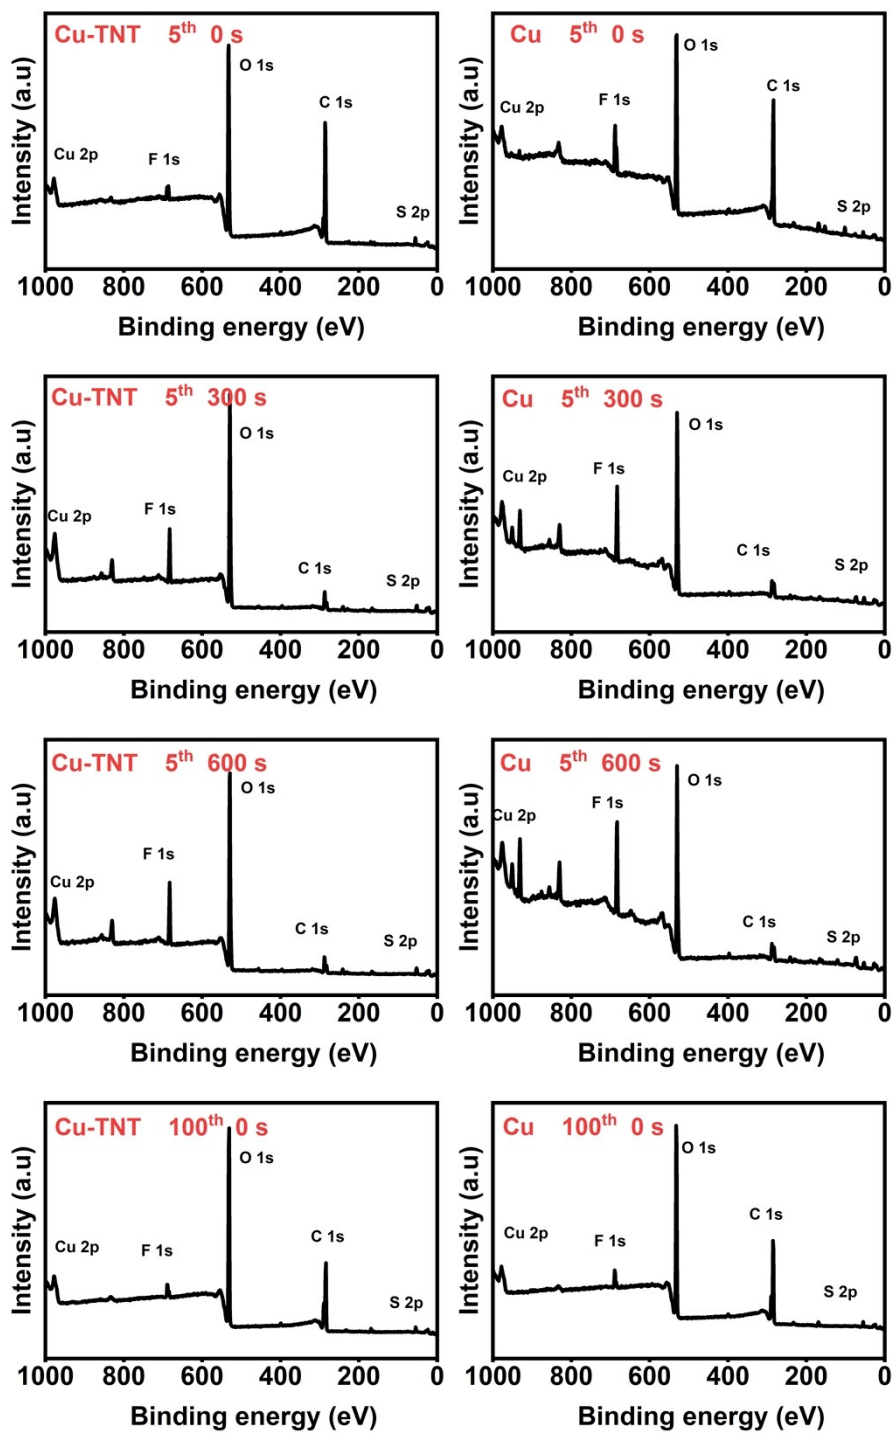 Cu-TNT 5th 0 s
O 1s
C 1s
Cu 2p
F 1s
S 2p
Intensity (a.u)
1000 800 600 400 200 0
Binding energy (eV)
Cu 5th 0 s
O 1s
C 1s
F 1s
Cu 2p
S 2p
Intensity (a.u)
1000 800 600 400 200 0
Binding energy (eV)
Cu-TNT 5th 300 s
O 1s
F 1s
Cu 2p
C 1s
S 2p
Intensity (a.u)
1000 800 600 400 200 0
Binding energy (eV)
Cu 5th 300 s
O 1s
F 1s
Cu 2p
C 1s
S 2p
Intensity (a.u)
1000 800 600 400 200 0
Binding energy (eV)
Cu-TNT 5th 600 s
O 1s
F 1s
Cu 2p
C 1s
S 2p
Intensity (a.u)
1000 800 600 400 200 0
Binding energy (eV)
Cu 5th 600 s
O 1s
F 1s
Cu 2p
C 1s
S 2p
Intensity (a.u)
1000 800 600 400 200 0
Binding energy (eV)
Cu-TNT 100th 0 s
O 1s
C 1s
Cu 2p
F 1s
S 2p
Intensity (a.u)
1000 800 600 400 200 0
Binding energy (eV)
Cu 100th 0 s
O 1s
C 1s
Cu 2p
F 1s
S 2p
Intensity (a.u)
1000 800 600 400 200 0
Binding energy (eV)